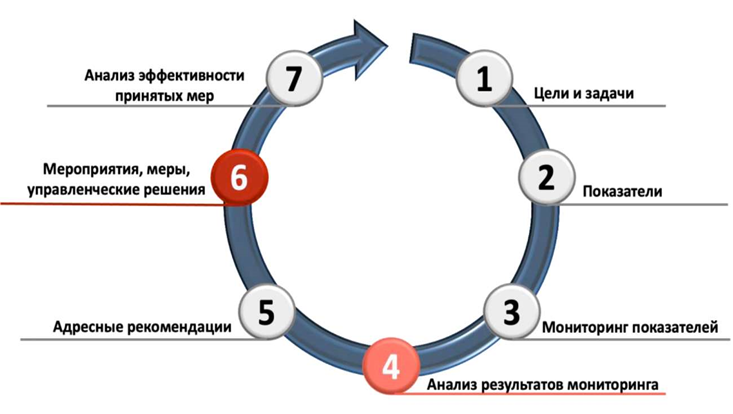 1
Цели и задачи
2
Показатели
3
Мониторинг показателей
4
Анализ результатов мониторинга
5
Адресные рекомендации
6
Мероприятия, меры,
управленческие решения
7
Анализ эффективности
принятых мер